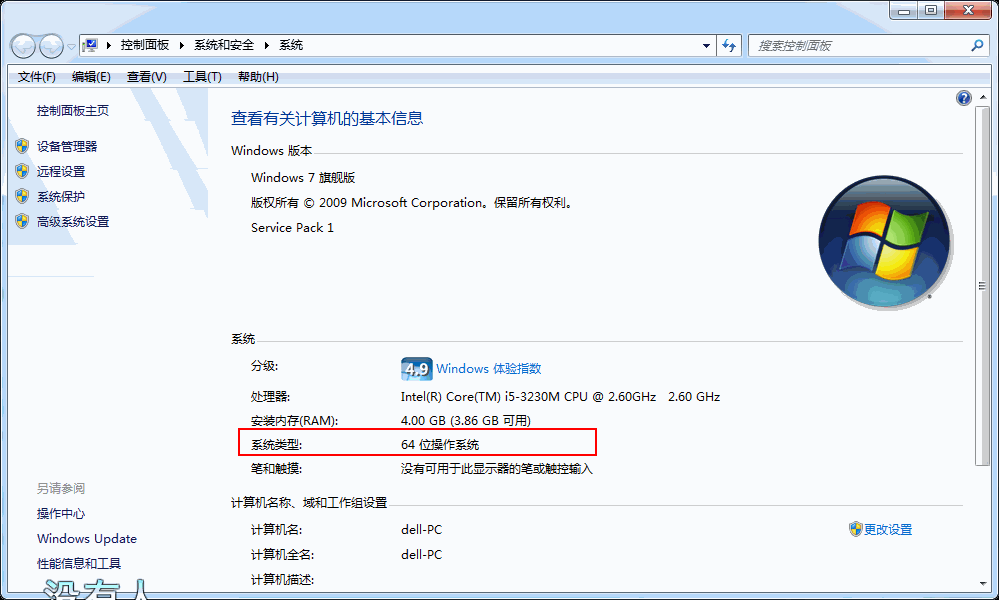 控制面板 ▸ 系统和安全 ▸ 系统
搜索控制面板
文件(F) 编辑(E) 查看(V) 工具(T) 帮助(H)
控制面板主页
设备管理器
远程设置
系统保护
高级系统设置
另请参阅
操作中心
Windows Update
性能信息和工具
没有人
查看有关计算机的基本信息
Windows 版本
Windows 7 旗舰版
版权所有 © 2009 Microsoft Corporation。保留所有权利。
Service Pack 1
系统
分级: 4.9 Windows 体验指数
处理器: Intel(R) Core(TM) i5-3230M CPU @ 2.60GHz 2.60 GHz
安装内存(RAM): 4.00 GB (3.86 GB 可用)
系统类型: 64 位操作系统
笔和触摸: 没有可用于此显示器的笔或触控输入
计算机名称、域和工作组设置
计算机名: dell-PC 更改设置
计算机全名: dell-PC
计算机描述: